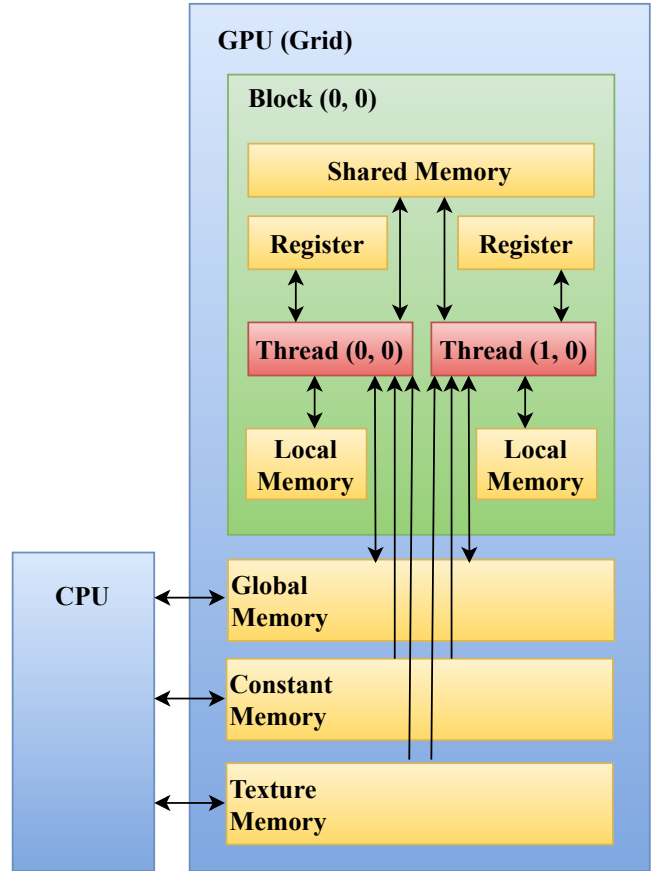 GPU (Grid)
Block (0, 0)
Shared Memory
Register
Register
Thread (0, 0)
Thread (1, 0)
Local
Memory
Local
Memory
CPU
Global
Memory
Constant
Memory
Texture
Memory